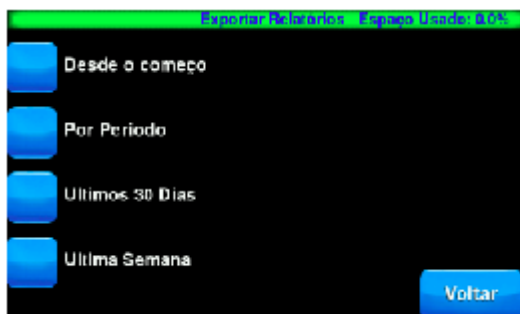 Exportar Relatórios Espaço Usado: 0.0%
Desde o começo
Por Periodo
Ultimos 30 Dias
Ultima Semana
Voltar